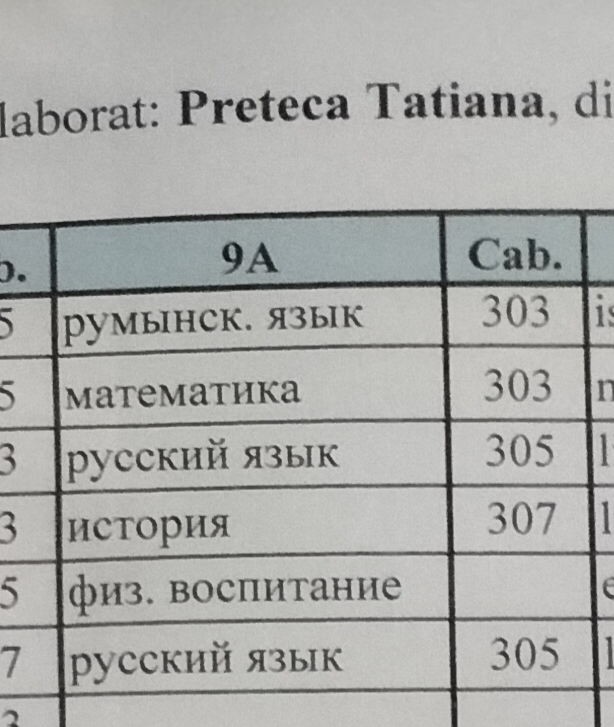 laborat: Preteca Tatiana, di
9A Cab.
5 румынск. язык 303 is
5 математика 303
3 русский язык 305
3 история 307
5 физ. воспитание
7 русский язык 305